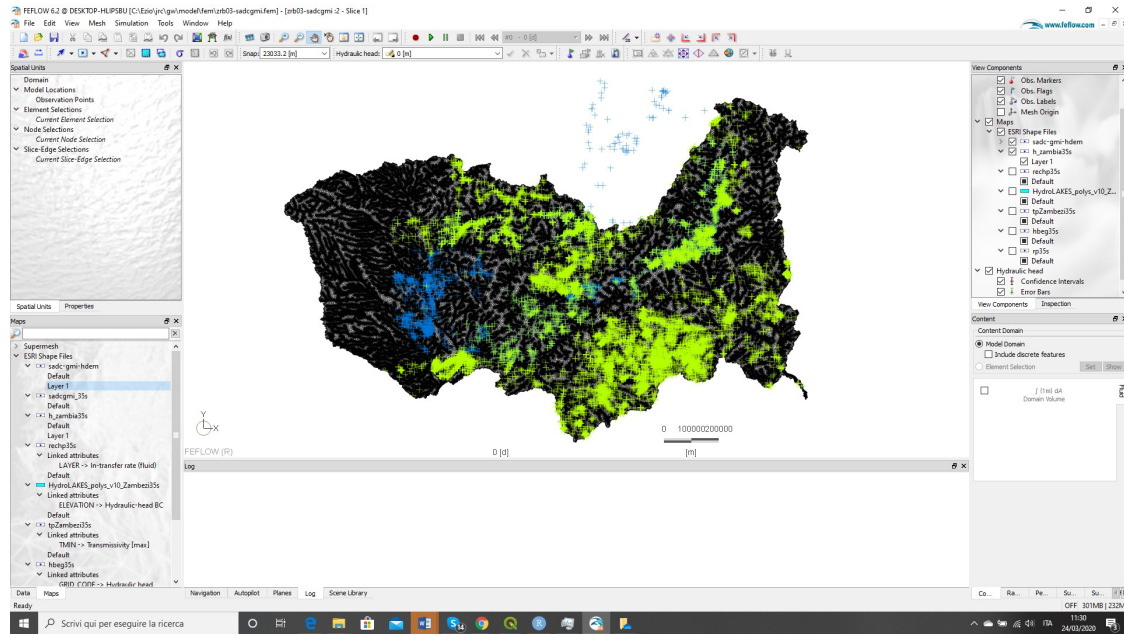 FEFLOW 6.2 @ DESKTOP-HLIPSBU [C:\Ezio\jrc\gw\model\fem\zrb03-sadcgmi.fem] - [zrb03-sadcgmi :2 - Slice 1]
File Edit View Mesh Simulation Tools Window Help
www.feflow.com
#0 - 0 [d]
Snap: 23033.2 [m] Hydraulic head: 0 [m]
Spatial Units
Domain
Model Locations
Observation Points
Element Selections
Current Element Selection
Node Selections
Current Node Selection
Slice-Edge Selections
Current Slice-Edge Selection
Spatial Units Properties
Maps
Supermesh
ESRI Shape Files
sadc-gmi-hdem
Default
Layer 1
sadcgmi_35s
Default
h_zambia35s
Default
Layer 1
rechp35s
Linked attributes
LAYER -> In-transfer rate (fluid)
Default
HydroLAKES_polys_v10_Zambezi35s
Linked attributes
ELEVATION -> Hydraulic-head BC
Default
tpZambezi35s
Linked attributes
TMIN -> Transmissivity [max]
Default
hbeg35s
Linked attributes
GRID_CODE -> Hydraulic head
Data Maps
Y
X
0 100000200000
FEFLOW (R) 0 [d] [m]
Log
Navigation Autopilot Planes Log Scene Library
View Components
Obs. Markers
Obs. Flags
Obs. Labels
Mesh Origin
Maps
ESRI Shape Files
sadc-gmi-hdem
h_zambia35s
Layer 1
rechp35s
Default
HydroLAKES_polys_v10_Z...
Default
tpZambezi35s
Default
hbeg35s
Default
rp35s
Default
Hydraulic head
Confidence Intervals
Error Bars
View Components Inspection
Content
Content Domain
Model Domain
Include discrete features
Element Selection Set Show
∫ (1m) dA
Domain Volume
Fluid
Co... Ra... Pe... Su... Su...
Ready
OFF 301MB | 232M
Scrivi qui per eseguire la ricerca
ITA
11:30
24/03/2020